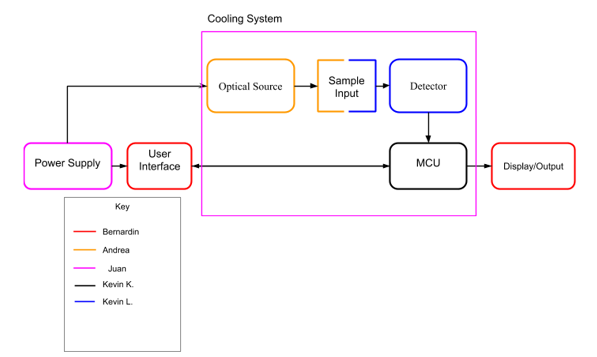 Cooling System
Optical Source
Sample
Input
Detector
Power Supply
User
Interface
MCU
Display/Output
Key
Bernardin
Andrea
Juan
Kevin K.
Kevin L.